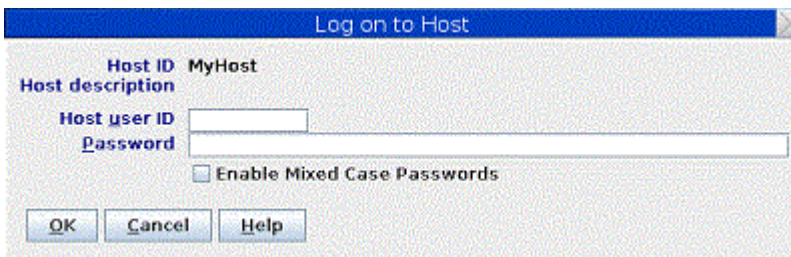 Log on to Host
Host ID MyHost
Host description
Host user ID
Password
Enable Mixed Case Passwords
OK Cancel Help